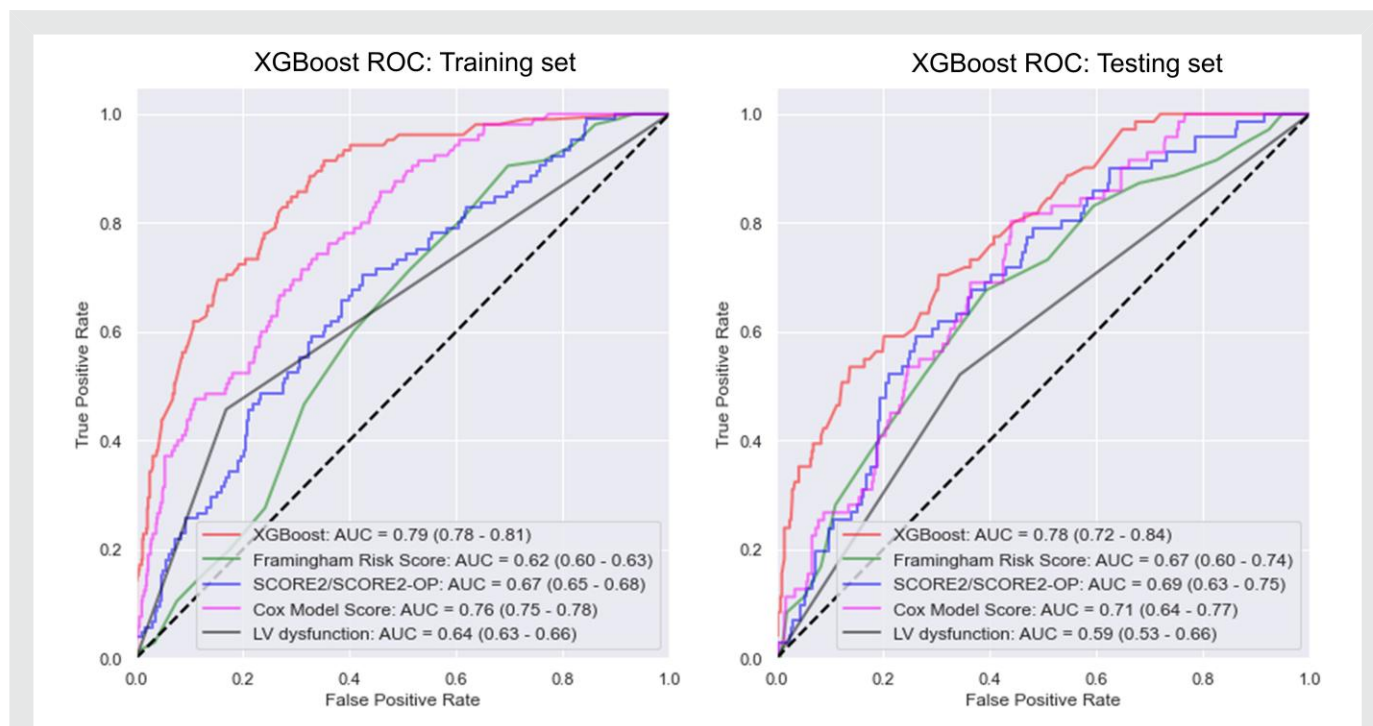 XGBoost ROC: Training set
True Positive Rate
1.0
0.8
0.6
0.4
0.2
0.0
XGBoost: AUC = 0.79 (0.78 - 0.81)
Framingham Risk Score: AUC = 0.62 (0.60 - 0.63)
SCORE2/SCORE2-OP: AUC = 0.67 (0.65 - 0.68)
Cox Model Score: AUC = 0.76 (0.75 - 0.78)
LV dysfunction: AUC = 0.64 (0.63 - 0.66)
0.0 0.2 0.4 0.6 0.8 1.0
False Positive Rate
XGBoost ROC: Testing set
True Positive Rate
1.0
0.8
0.6
0.4
0.2
0.0
XGBoost: AUC = 0.78 (0.72 - 0.84)
Framingham Risk Score: AUC = 0.67 (0.60 - 0.74)
SCORE2/SCORE2-OP: AUC = 0.69 (0.63 - 0.75)
Cox Model Score: AUC = 0.71 (0.64 - 0.77)
LV dysfunction: AUC = 0.59 (0.53 - 0.66)
0.0 0.2 0.4 0.6 0.8 1.0
False Positive Rate